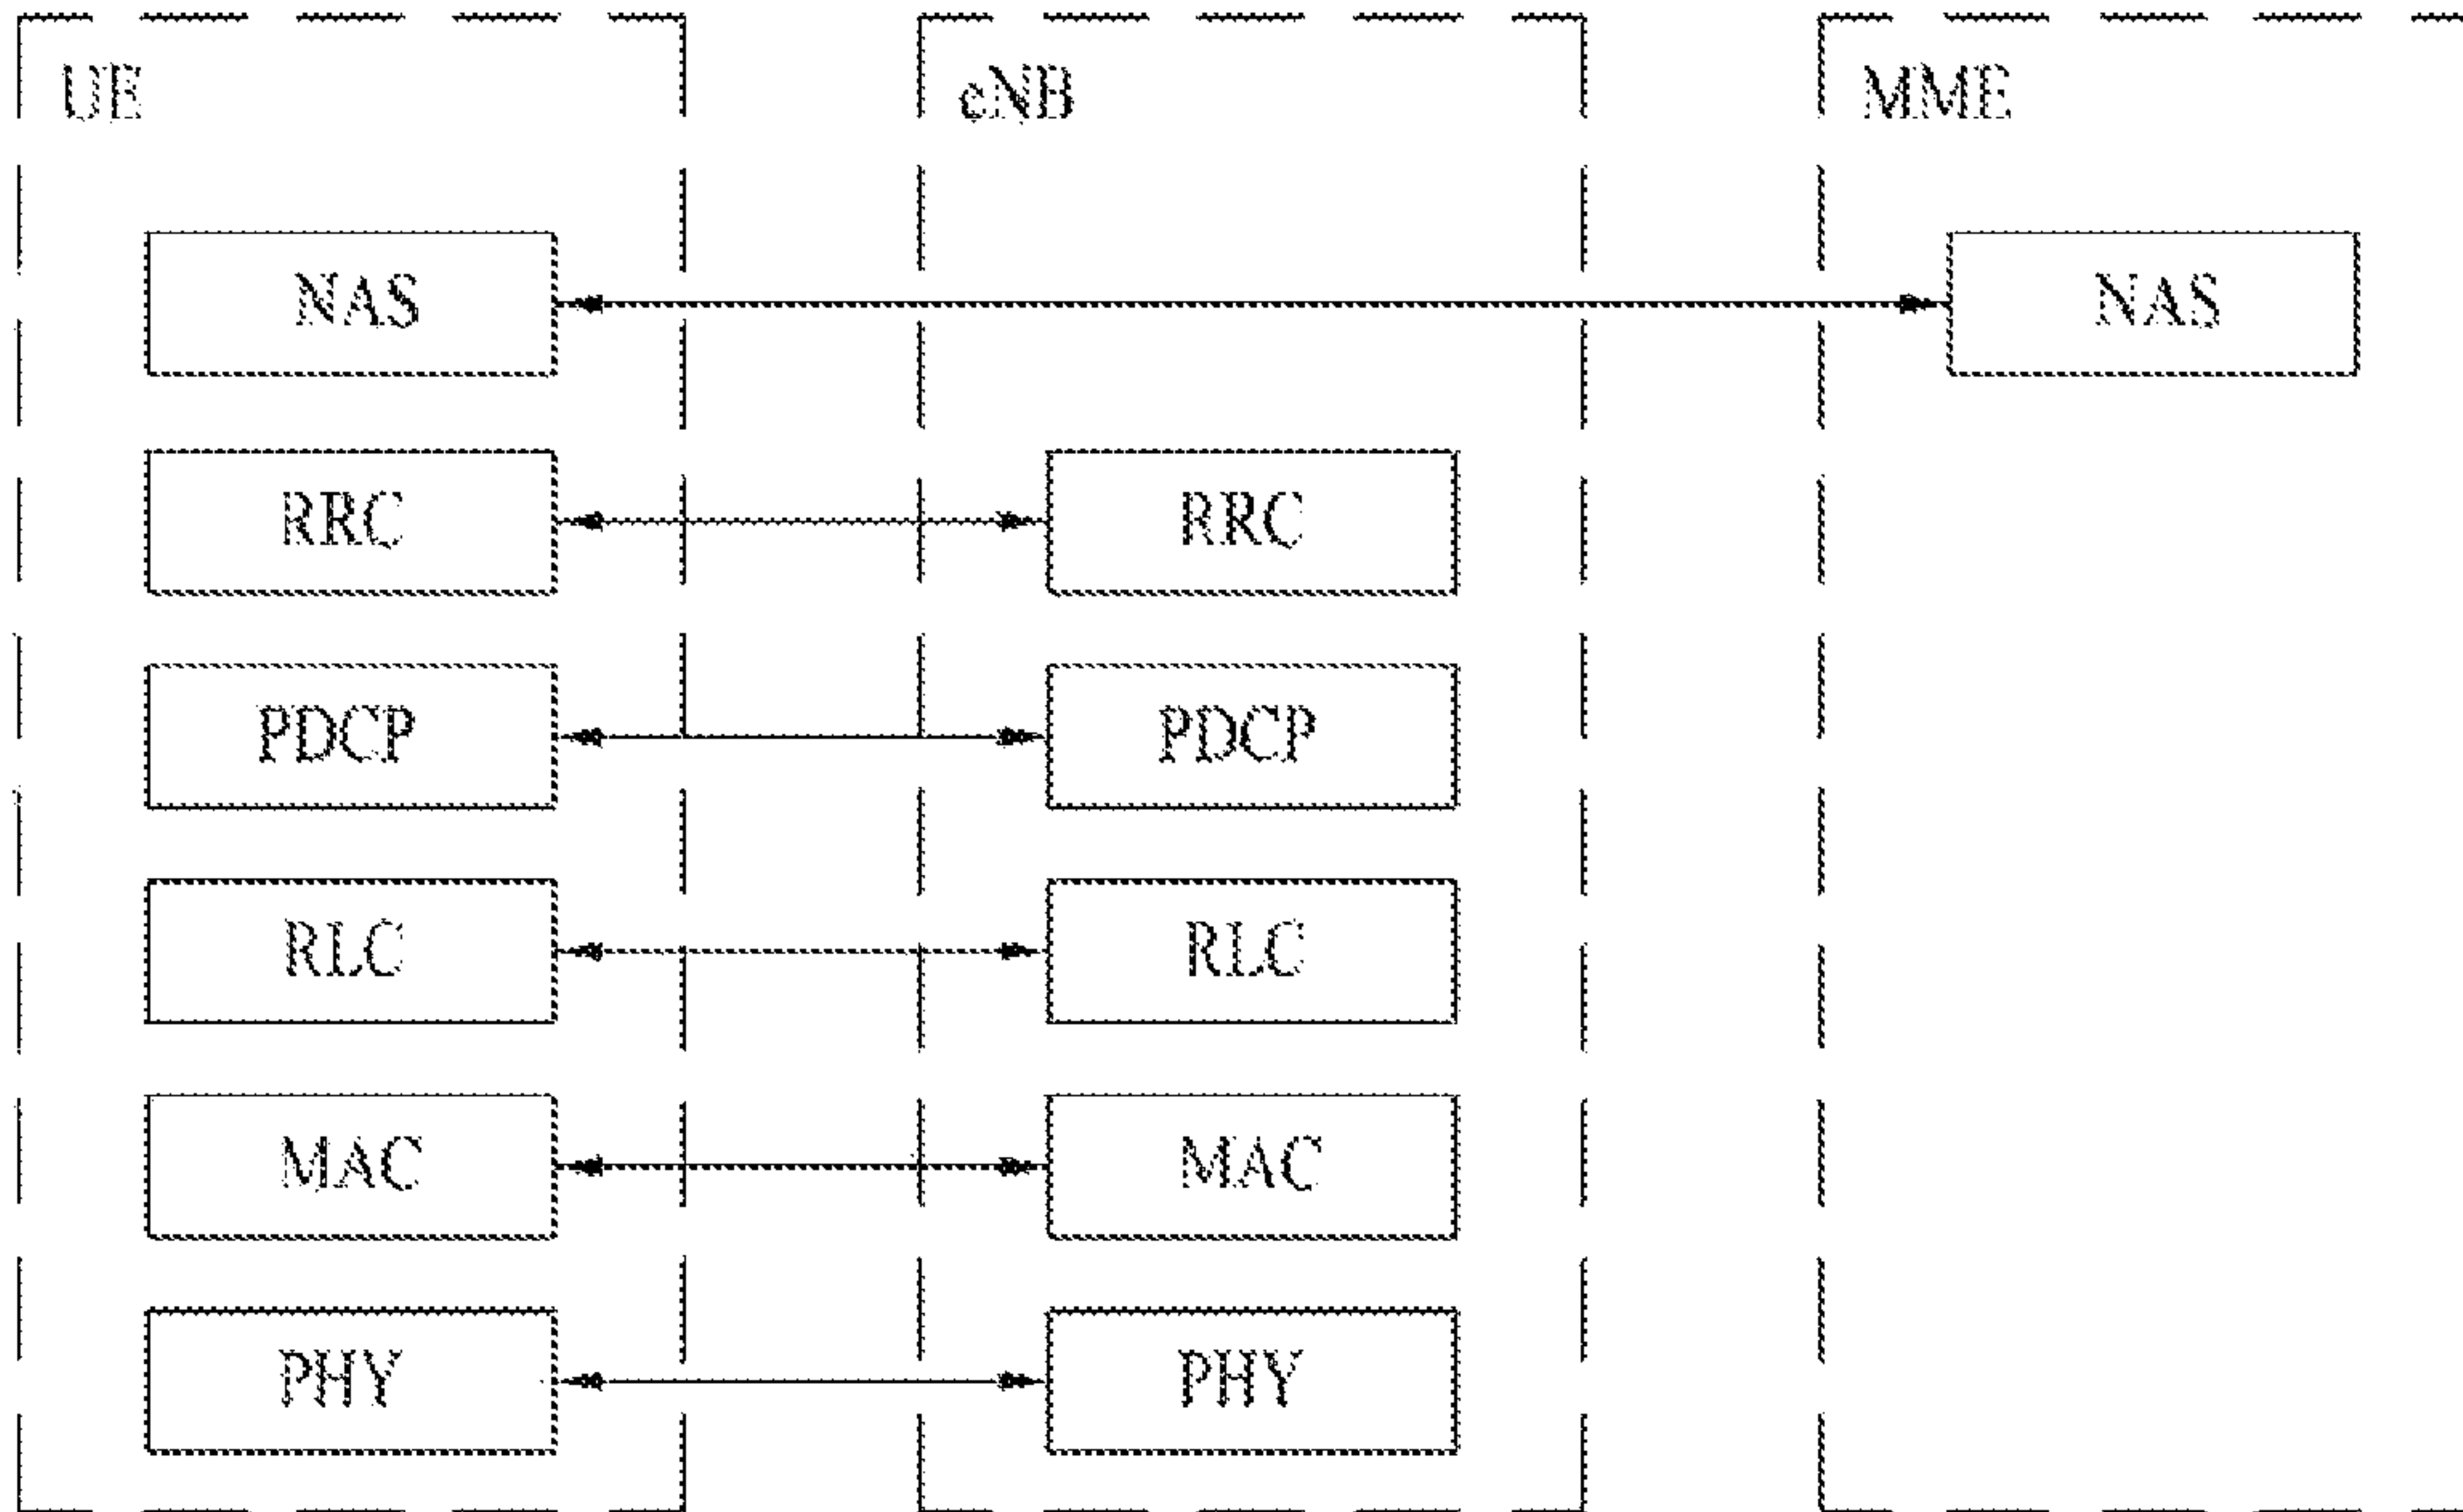 UE eNB MME
NAS NAS
RRC RRC
PDCP PDCP
RLC RLC
MAC MAC
PHY PHY